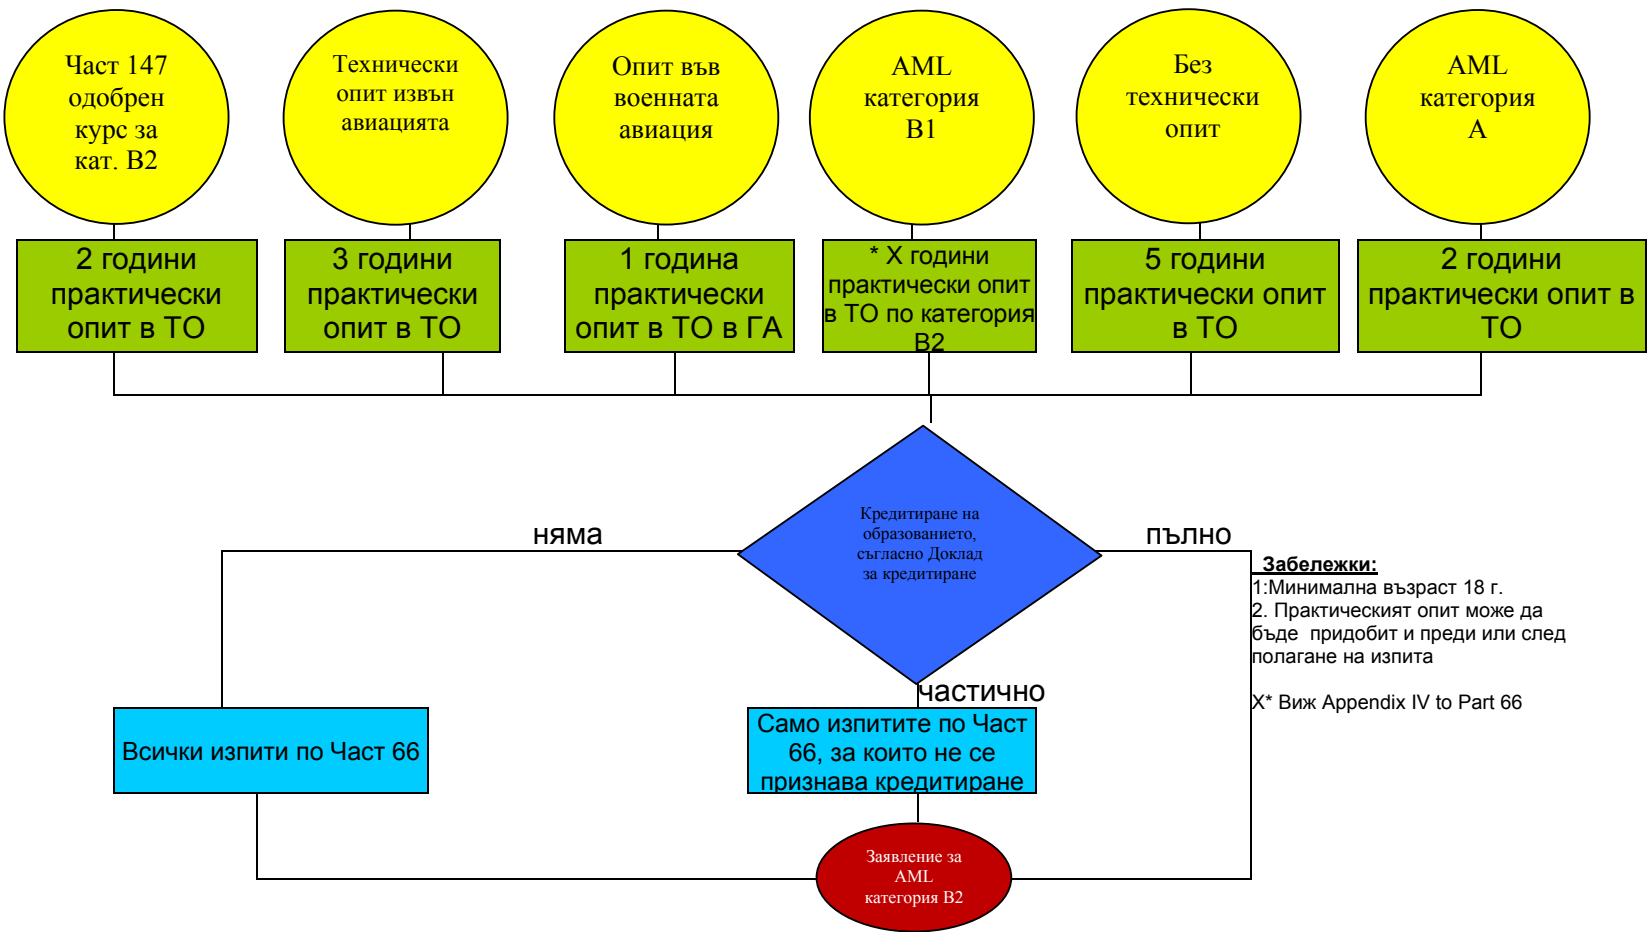 Част 147
одобрен
курс за
кат. В2
Технически
опит извън
авиацията
Опит във
военната
авиация
AML
категория
В1
Без
технически
опит
AML
категория
А
2 години
практически
опит в ТО
3 години
практически
опит в ТО
1 година
практически
опит в ТО в ГА
* Х години
практически опит
в ТО по категория
В2
5 години
практически опит
в ТО
2 години
практически опит в
ТО
Кредитиране на
образованието,
съгласно Доклад
за кредитиране
няма
пълно
частично
Забележки:
1:Минимална възраст 18 г.
2. Практическият опит може да
бъде придобит и преди или след
полагане на изпита
Х* Виж Appendix IV to Part 66
Всички изпити по Част 66
Само изпитите по Част
66, за които не се
признава кредитиране
Заявление за
AML
категория В2